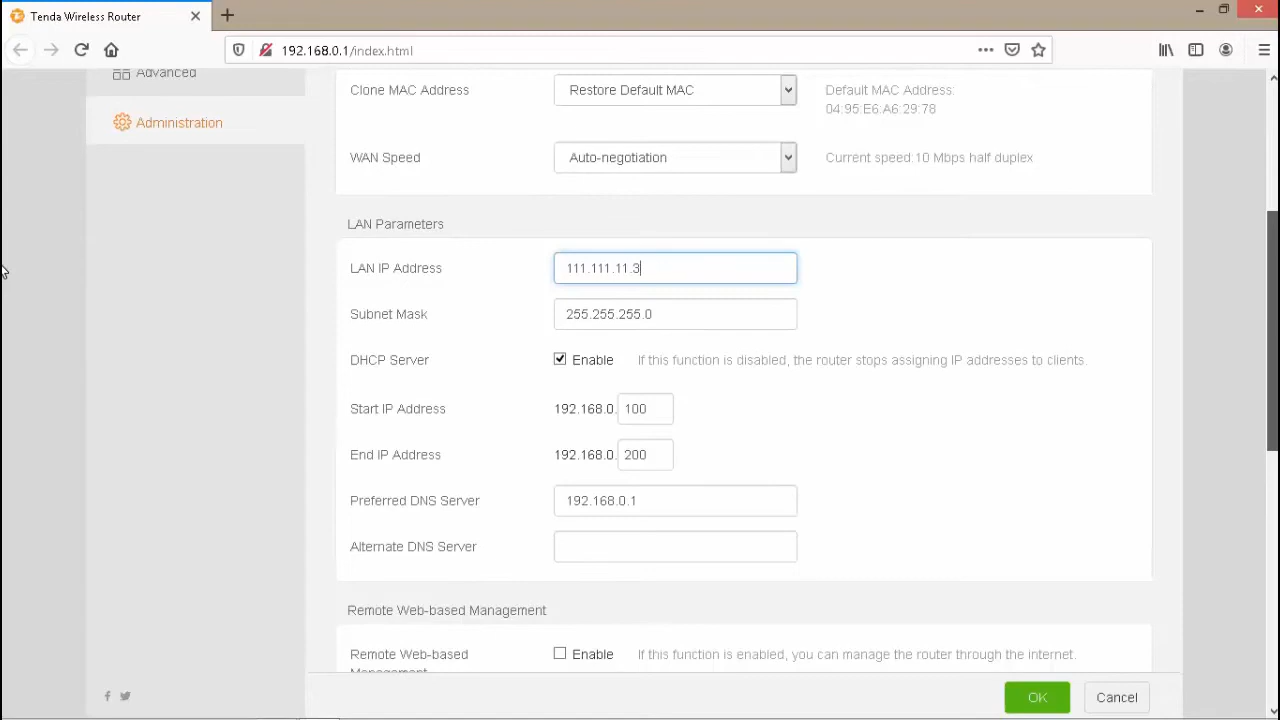 Tenda Wireless Router
192.168.0.1/index.html
Advanced
Administration
Clone MAC Address
Restore Default MAC
Default MAC Address:
04:95:E6:A6:29:78
WAN Speed
Auto-negotiation
Current speed:10 Mbps half duplex
LAN Parameters
LAN IP Address
111.111.11.3
Subnet Mask
255.255.255.0
DHCP Server
Enable
If this function is disabled, the router stops assigning IP addresses to clients.
Start IP Address
192.168.0.
100
End IP Address
192.168.0.
200
Preferred DNS Server
192.168.0.1
Alternate DNS Server
Remote Web-based Management
Remote Web-based
Management
Enable
If this function is enabled, you can manage the router through the internet.
OK
Cancel